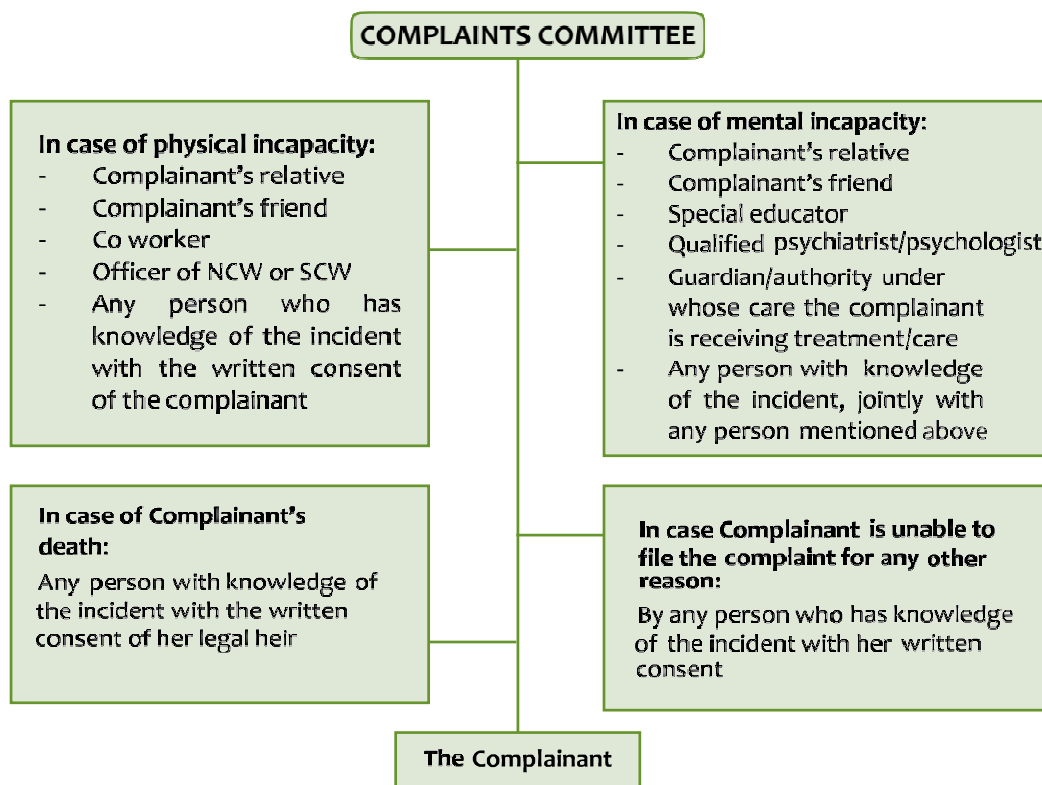 COMPLAINTS COMMITTEE
In case of physical incapacity:
- Complainant's relative
- Complainant's friend
- Co worker
- Officer of NCW or SCW
- Any person who has
knowledge of the incident
with the written consent
of the complainant
In case of mental incapacity:
- Complainant's relative
- Complainant's friend
- Special educator
- Qualified psychiatrist/psychologist
- Guardian/authority under
whose care the complainant
is receiving treatment/care
- Any person with knowledge
of the incident, jointly with
any person mentioned above
In case of Complainant's
death:
Any person with knowledge of
the incident with the written
consent of her legal heir
In case Complainant is unable to
file the complaint for any other
reason:
By any person who has knowledge
of the incident with her written
consent
The Complainant